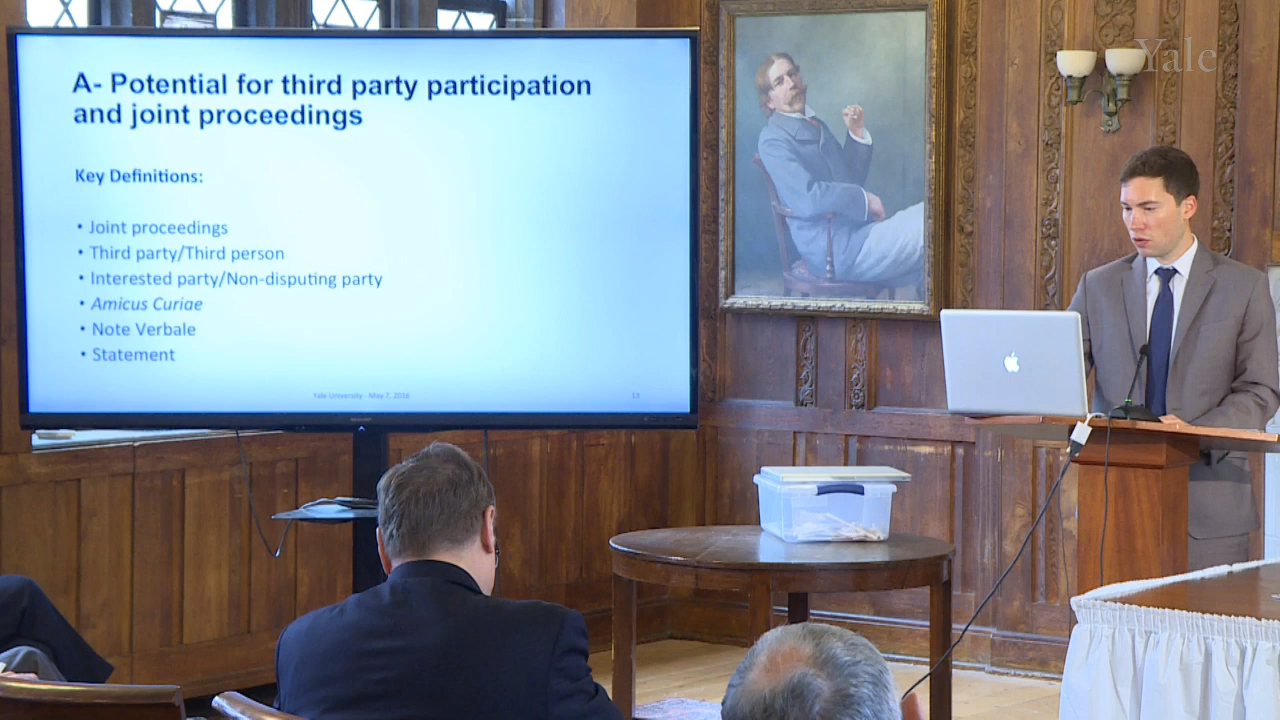 Yale
A- Potential for third party participation
and joint proceedings
Key Definitions:
• Joint proceedings
• Third party/Third person
• Interested party/Non-disputing party
• Amicus Curiae
• Note Verbale
• Statement
Yale University - May 7, 2016
13